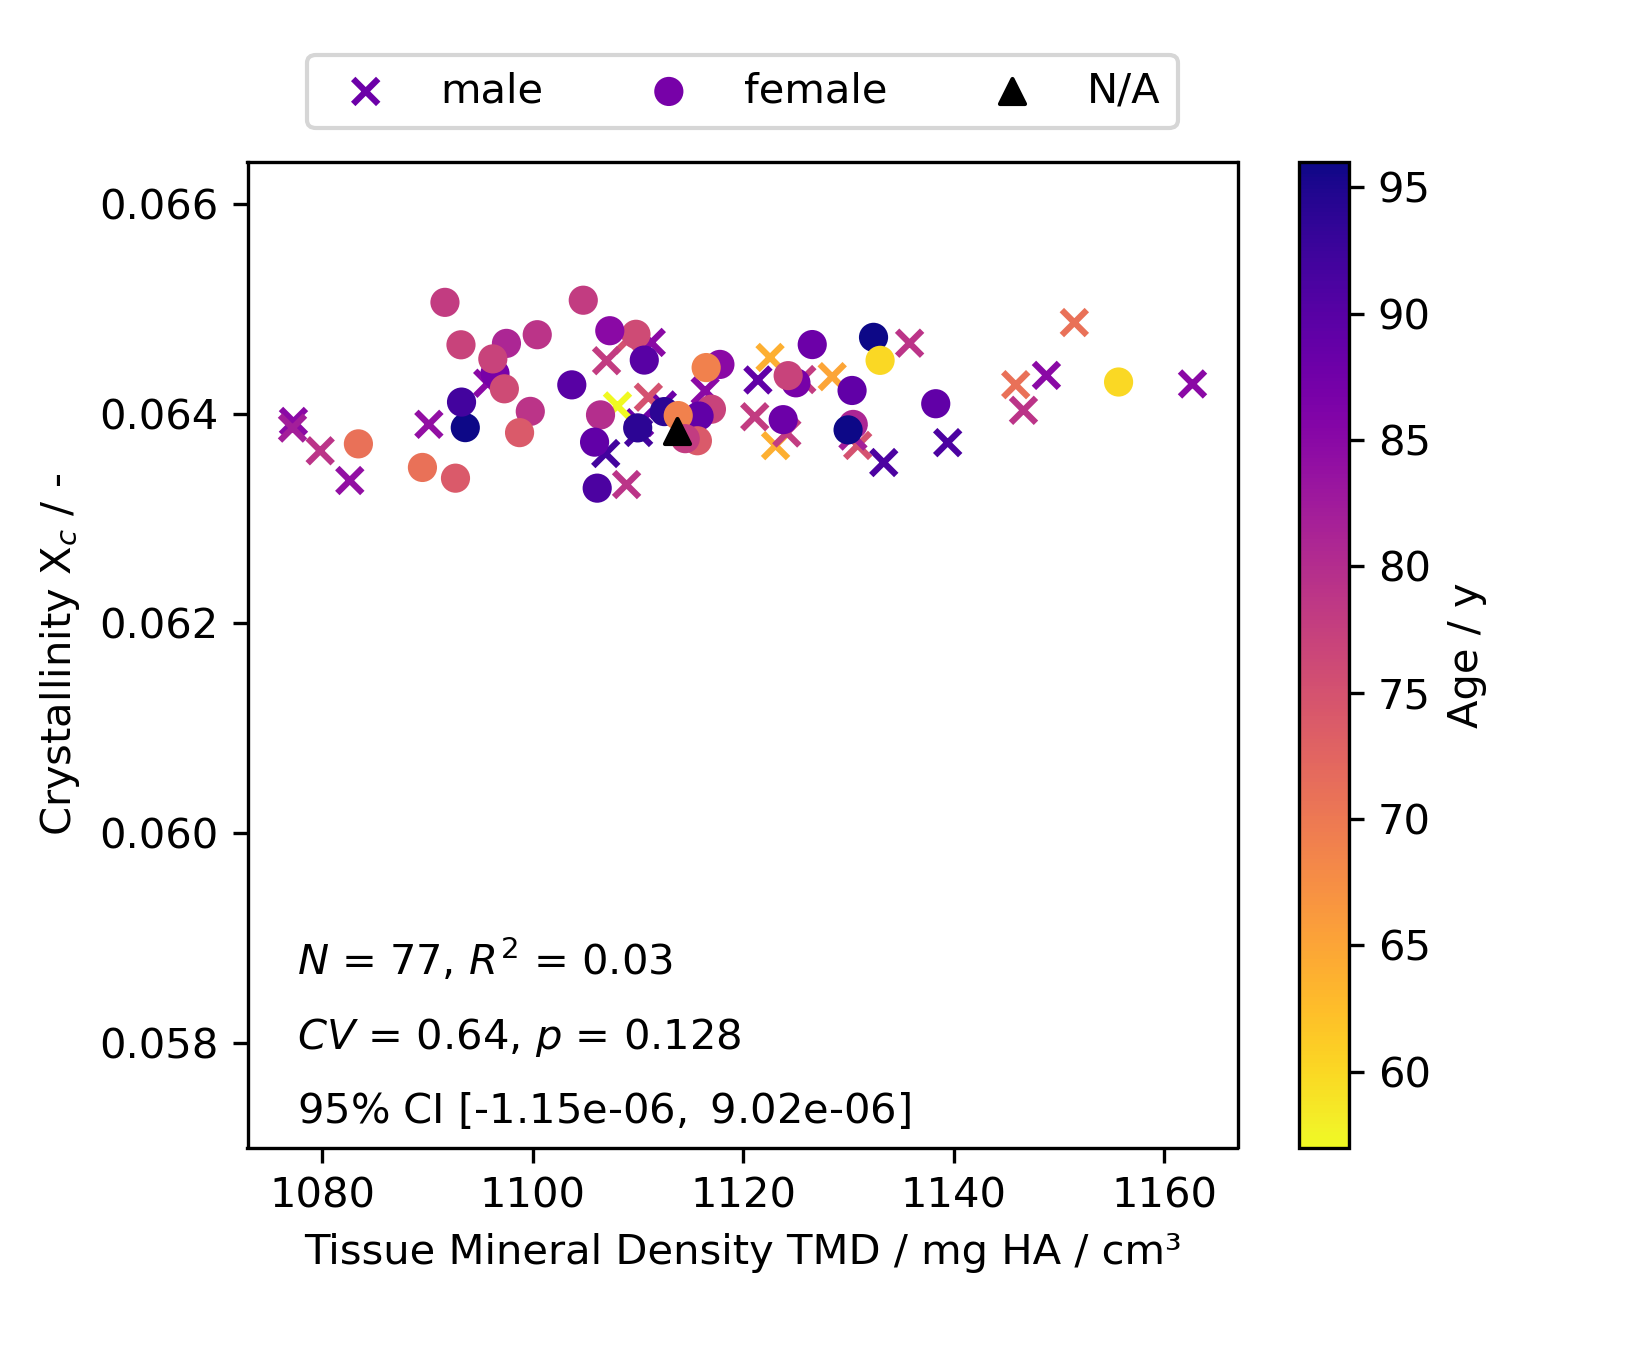 male female N/A
0.066
0.064
0.062
0.060
0.058
Crystallinity X_c / -
N = 77, R² = 0.03
CV = 0.64, p = 0.128
95% CI [-1.15e-06, 9.02e-06]
1080 1100 1120 1140 1160
Tissue Mineral Density TMD / mg HA / cm³
95
90
85
80
75
70
65
60
Age / y